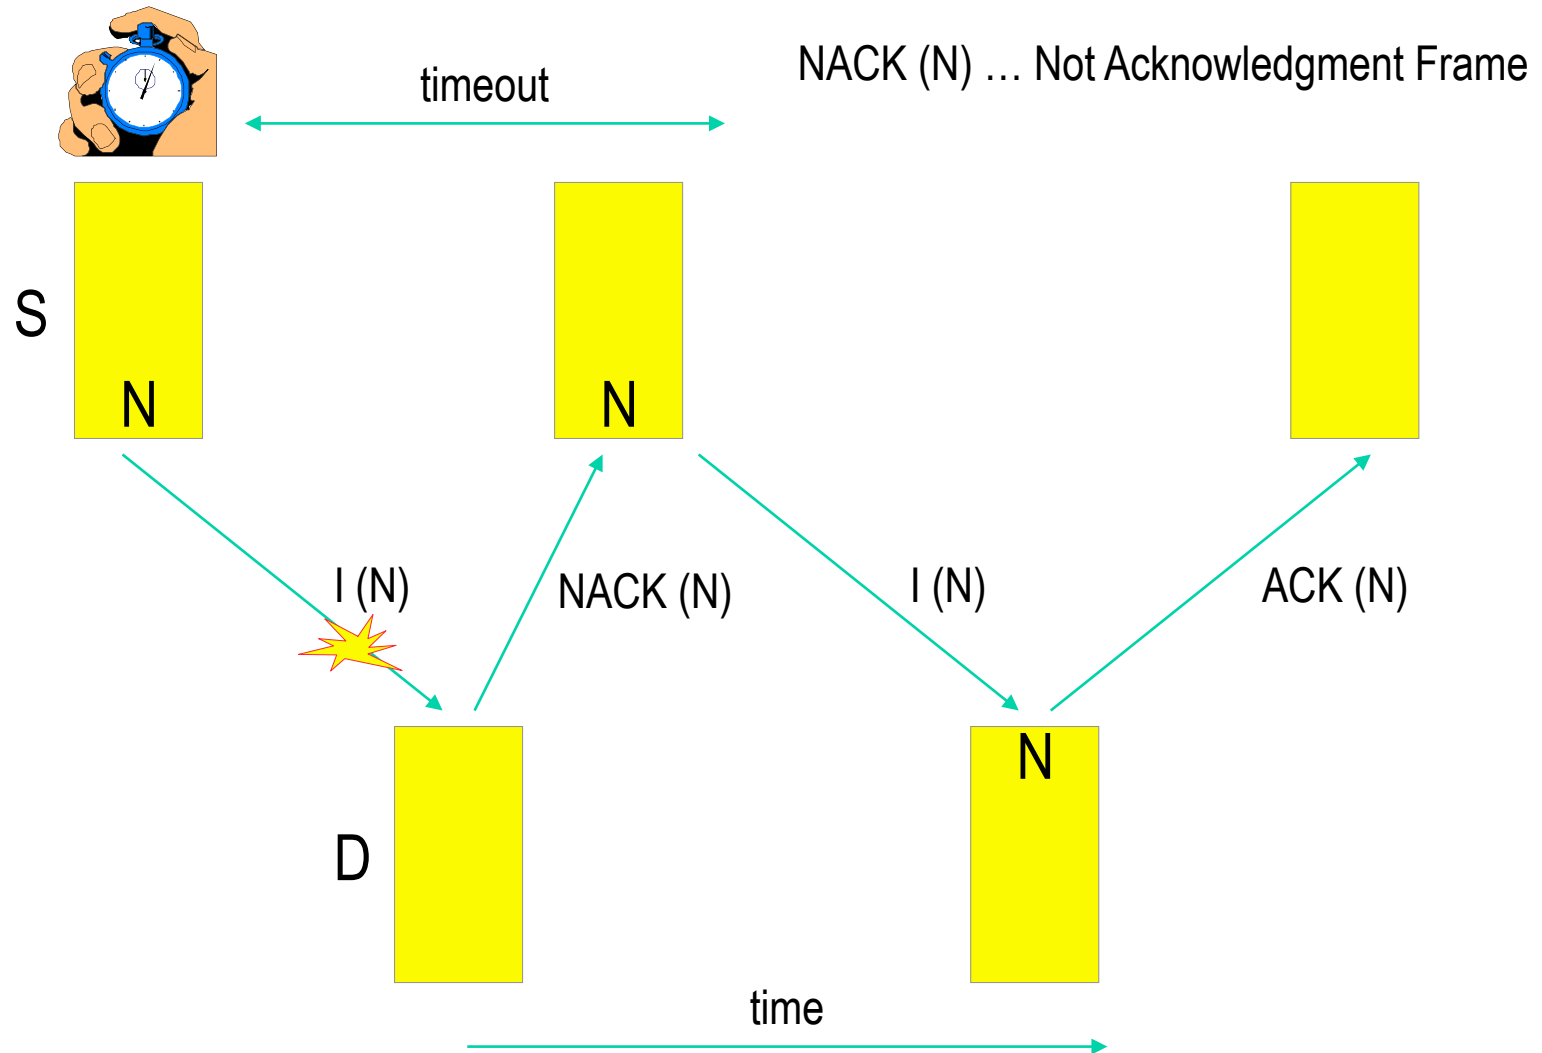 NACK (N) … Not Acknowledgment Frame
timeout
S
N
N
I (N)
NACK (N)
I (N)
ACK (N)
N
D
time